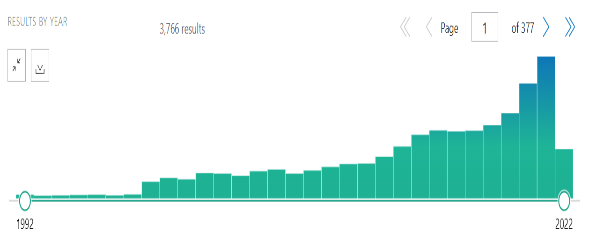 RESULTS BY YEAR
3,766 results
Page 1 of 377
1992
2022